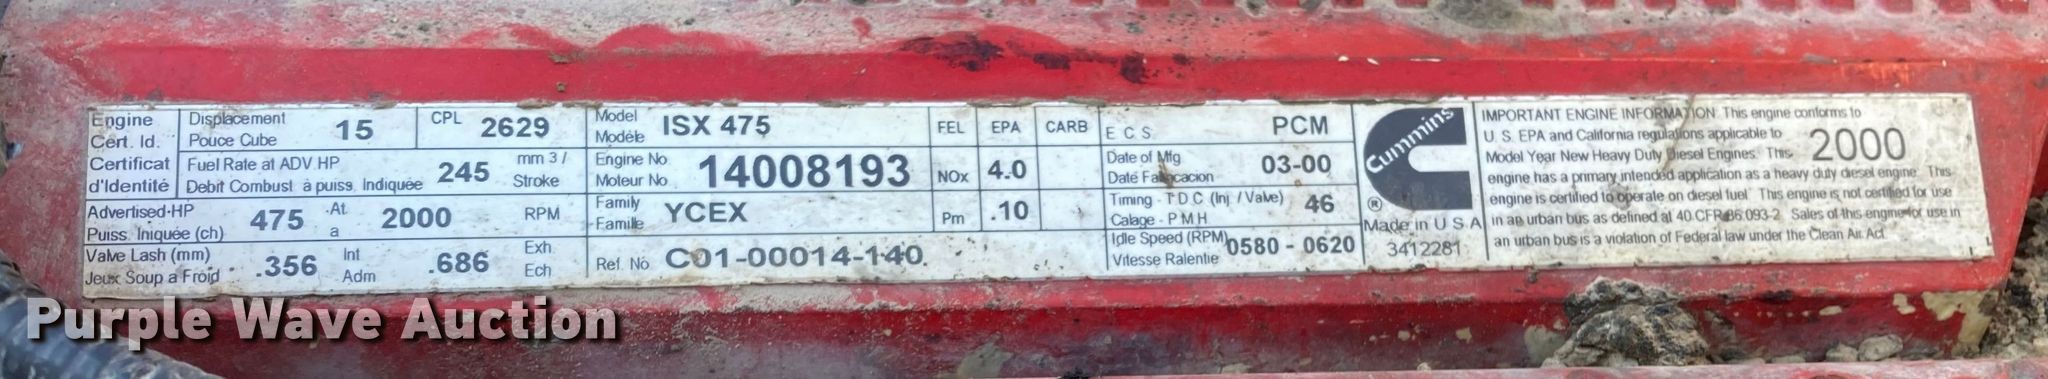 Engine
Cert. Id.
Certificat
d'Identité
Displacement
Pouce Cube
15
CPL 2629
Fuel Rate at ADV HP
Debit Combust à puiss. Indiquée
245
mm 3 /
Stroke
Advertised-HP
Puiss. Iniquée (ch)
475
At.
a
2000
RPM
Valve Lash (mm)
Jeux Soup a Froid
.356
Int
Adm
.686
Exh
Ech
Model
Modèle
ISX 475
Engine No
Moteur No
14008193
Family
Famille
YCEX
Ref. No C01-00014-140.
FEL EPA CARB
NOx 4.0
Pm .10
E C S PCM
Date of Mfg
Date Fabrocacion
03-00
Timing - T D C (Inj. / Valve)
Calage - P M H
46
Idle Speed (RPM)
Vitesse Ralentie
0580 - 0620
Cummins
®
Made in U S A
3412281
IMPORTANT ENGINE INFORMATION: This engine conforms to
U. S. EPA and California regulations applicable to 2000
Model Year New Heavy Duty Diesel Engines. This
engine has a primary intended application as a heavy duty diesel engine. This
engine is certified to operate on diesel fuel. This engine is not certified for use
in an urban bus as defined at 40 CFR 86.093-2. Sales of this engine for use in
an urban bus is a violation of Federal law under the Clean Air Act.
Purple Wave Auction